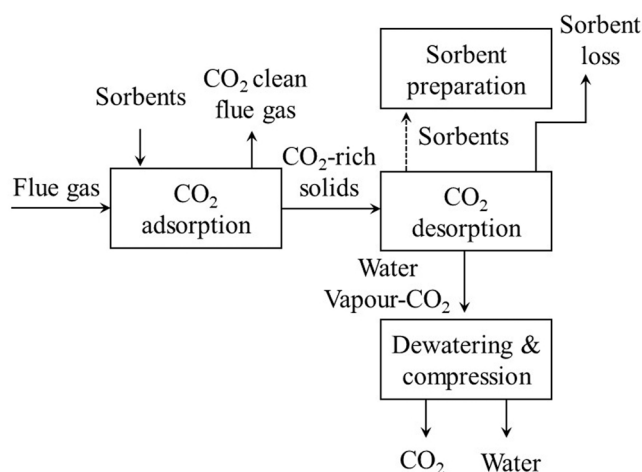 Sorbents
CO₂ clean
flue gas
Sorbent
preparation
Sorbent
loss
Flue gas
CO₂
adsorption
CO₂-rich
solids
Sorbents
CO₂
desorption
Water
Vapour-CO₂
Dewatering &
compression
CO₂
Water